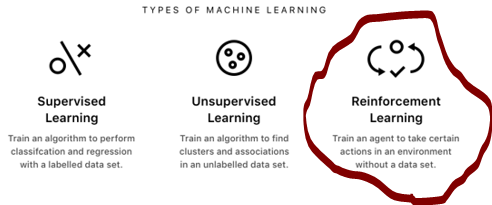 TYPES OF MACHINE LEARNING
Supervised
Learning
Train an algorithm to perform
classifcation and regression
with a labelled data set.
Unsupervised
Learning
Train an algorithm to find
clusters and associations
in an unlabelled data set.
Reinforcement
Learning
Train an agent to take certain
actions in an environment
without a data set.